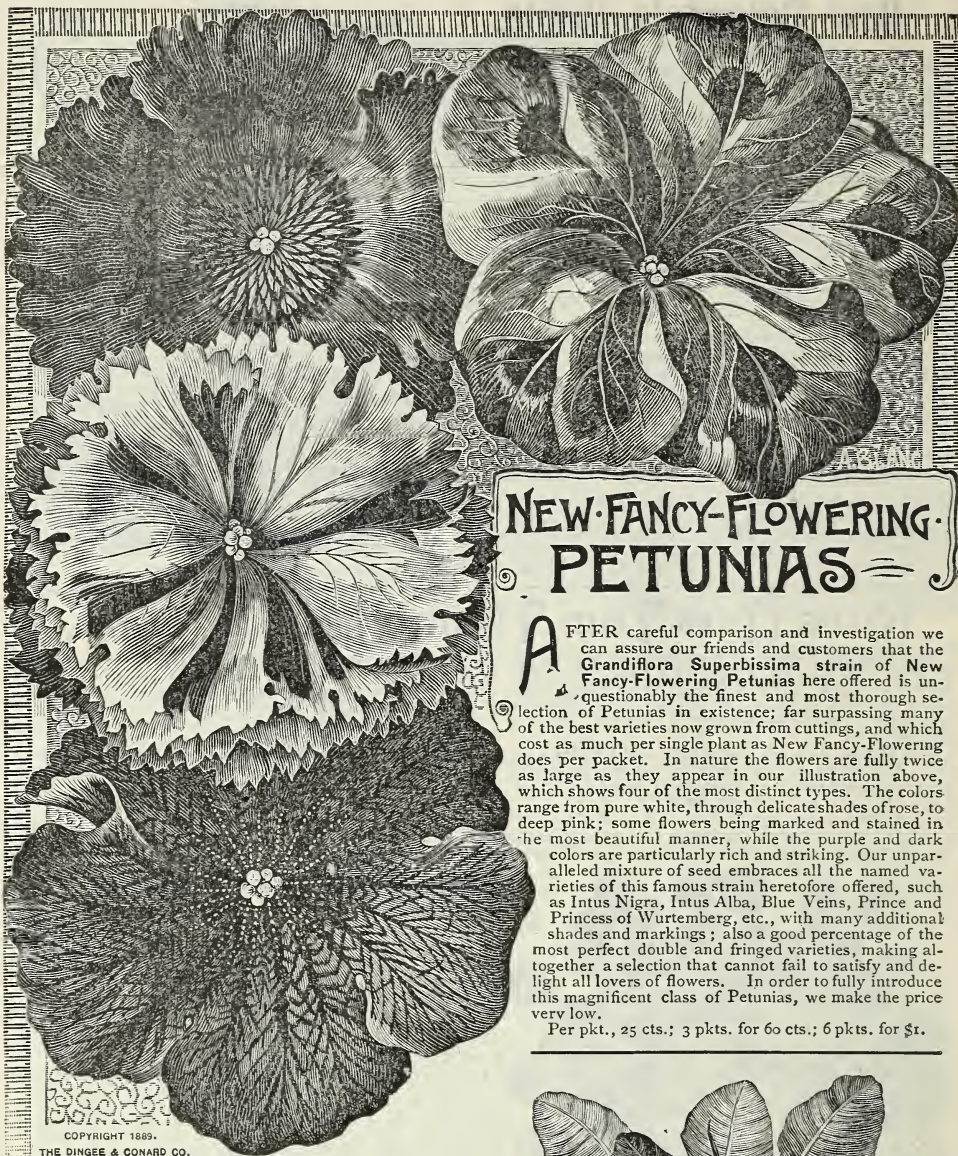 A.BLANC
NEW·FANCY-FLOWERING·
PETUNIAS
AFTER careful comparison and investigation we
can assure our friends and customers that the
Grandiflora Superbissima strain of New
Fancy-Flowering Petunias here offered is un-
questionably the finest and most thorough se-
lection of Petunias in existence; far surpassing many
of the best varieties now grown from cuttings, and which
cost as much per single plant as New Fancy-Flowering
does per packet. In nature the flowers are fully twice
as large as they appear in our illustration above,
which shows four of the most distinct types. The colors
range from pure white, through delicate shades of rose, to
deep pink; some flowers being marked and stained in
the most beautiful manner, while the purple and dark
colors are particularly rich and striking. Our unpar-
alleled mixture of seed embraces all the named va-
rieties of this famous strain heretofore offered, such
as Intus Nigra, Intus Alba, Blue Veins, Prince and
Princess of Wurtemberg, etc., with many additional
shades and markings; also a good percentage of the
most perfect double and fringed varieties, making al-
together a selection that cannot fail to satisfy and de-
light all lovers of flowers. In order to fully introduce
this magnificent class of Petunias, we make the price
very low.
Per pkt., 25 cts.; 3 pkts. for 60 cts.; 6 pkts. for $1.
COPYRIGHT 1889.
THE DINGEE & CONARD CO.